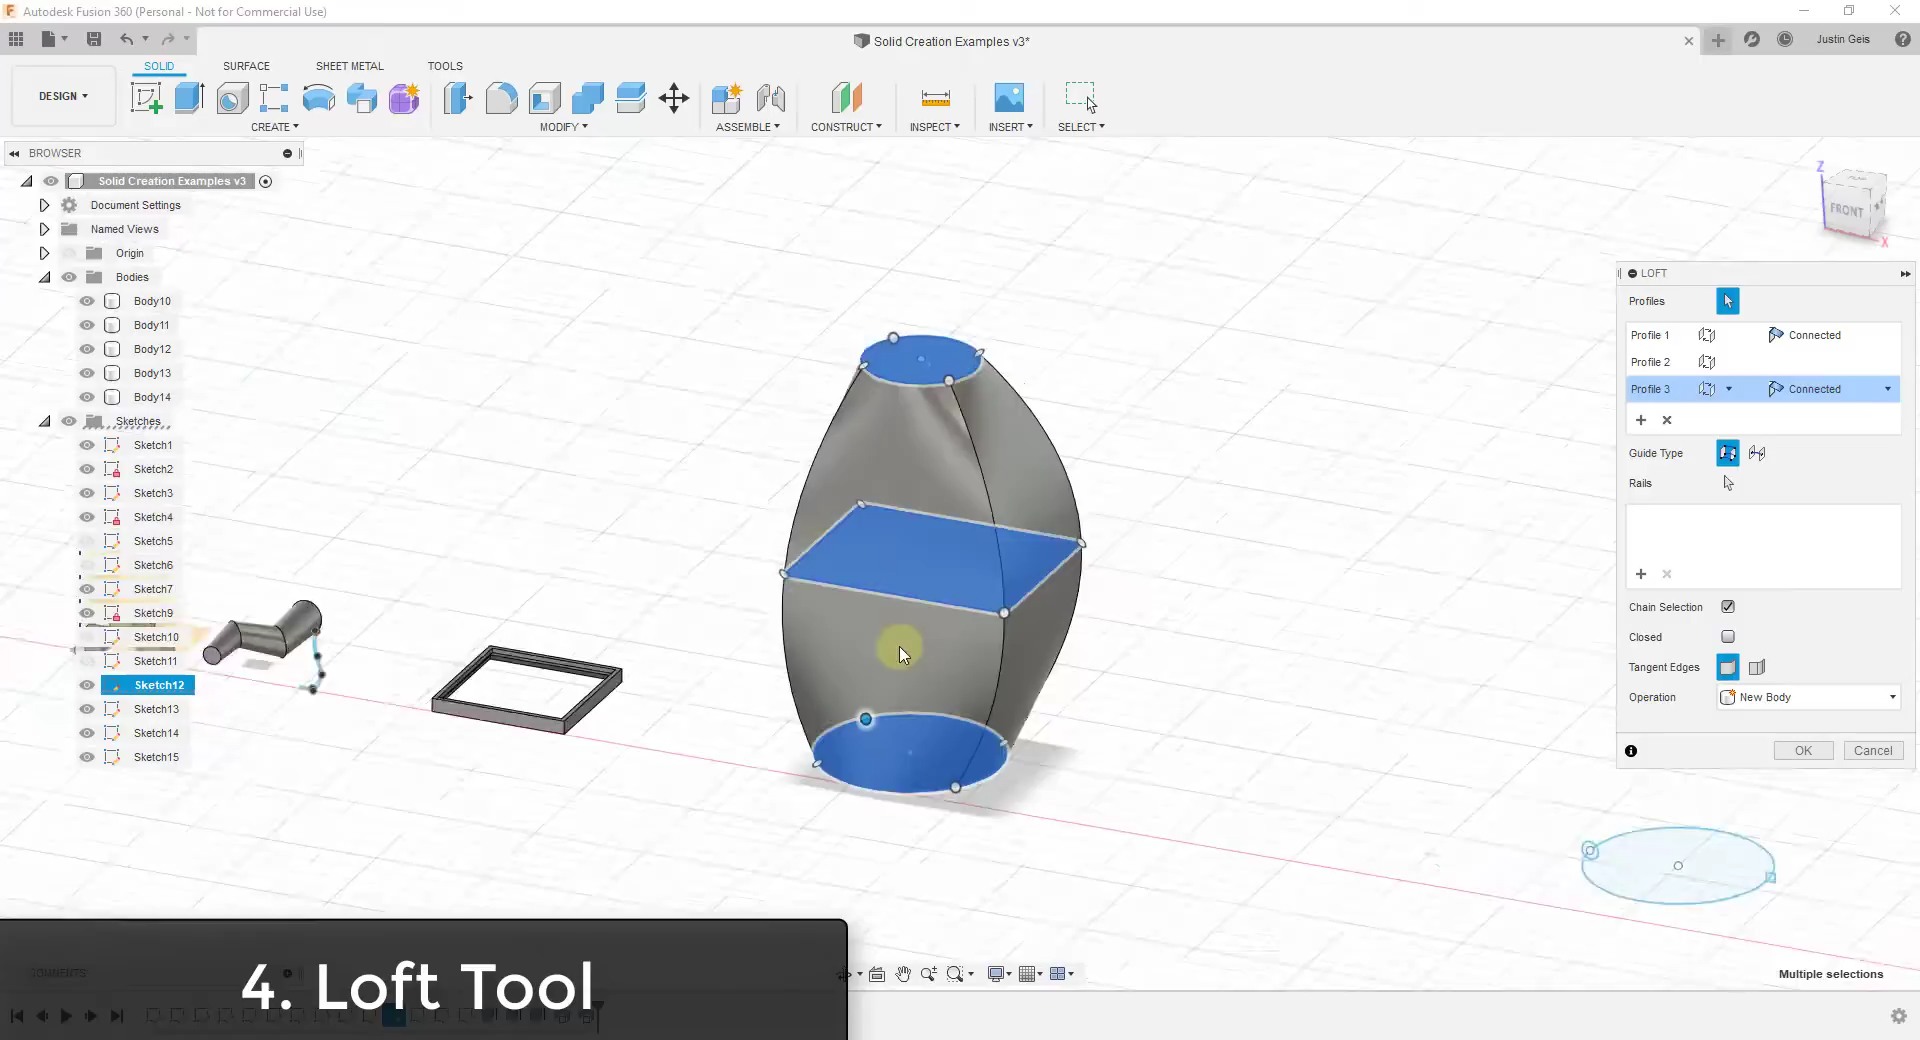 Autodesk Fusion 360 (Personal - Not for Commercial Use)
Solid Creation Examples v3*
Justin Geis
DESIGN
SOLID
SURFACE
SHEET METAL
TOOLS
CREATE
MODIFY
ASSEMBLE
CONSTRUCT
INSPECT
INSERT
SELECT
BROWSER
Solid Creation Examples v3
Document Settings
Named Views
Origin
Bodies
Body10
Body11
Body12
Body13
Body14
Sketches
Sketch1
Sketch2
Sketch3
Sketch4
Sketch5
Sketch6
Sketch7
Sketch9
Sketch10
Sketch11
Sketch12
Sketch13
Sketch14
Sketch15
Z
FRONT
X
LOFT
Profiles
Profile 1 Connected
Profile 2
Profile 3 Connected
Guide Type
Rails
Chain Selection
Closed
Tangent Edges
Operation New Body
OK Cancel
COMMENTS
4. Loft Tool
Multiple selections